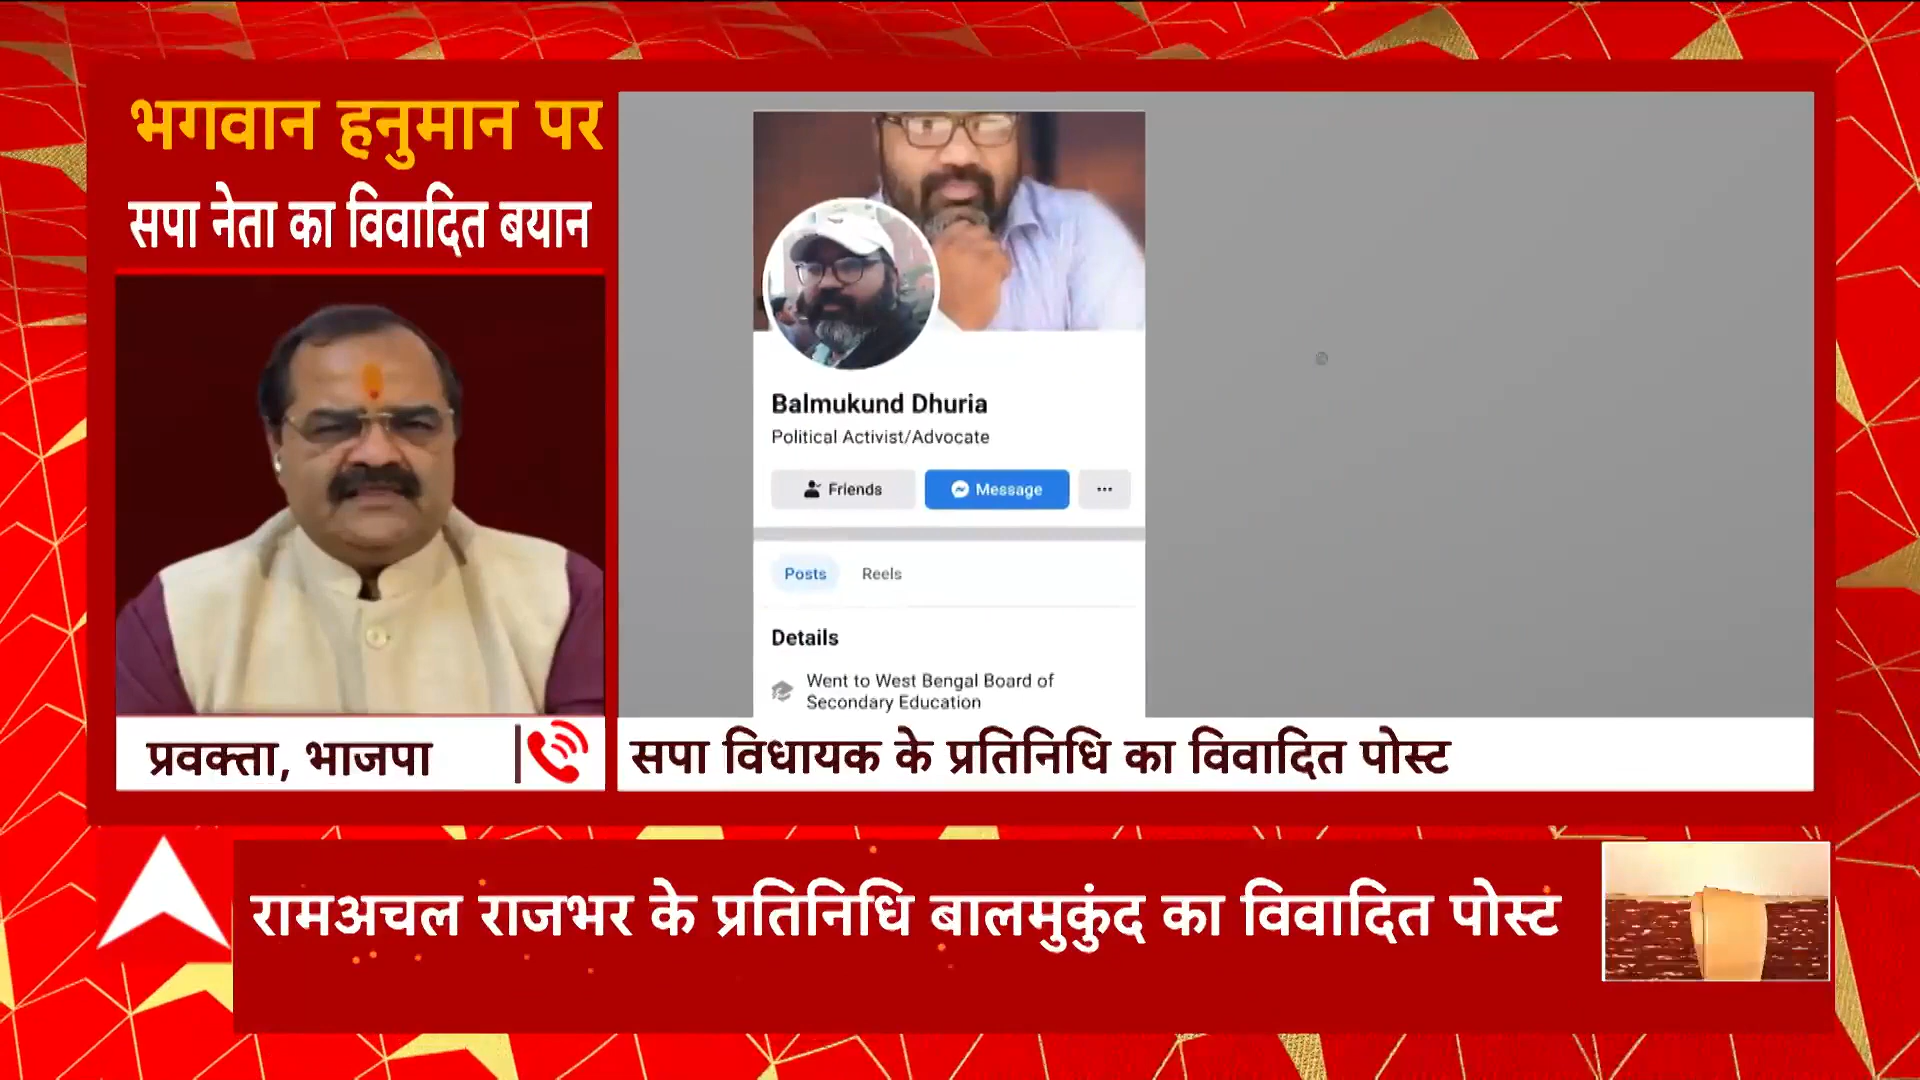 भगवान हनुमान पर
सपा नेता का विवादित बयान
प्रवक्ता, भाजपा
Balmukund Dhuria
Political Activist/Advocate
Friends
Message
Posts
Reels
Details
Went to West Bengal Board of
Secondary Education
सपा विधायक के प्रतिनिधि का विवादित पोस्ट
रामअचल राजभर के प्रतिनिधि बालमुकुंद का विवादित पोस्ट